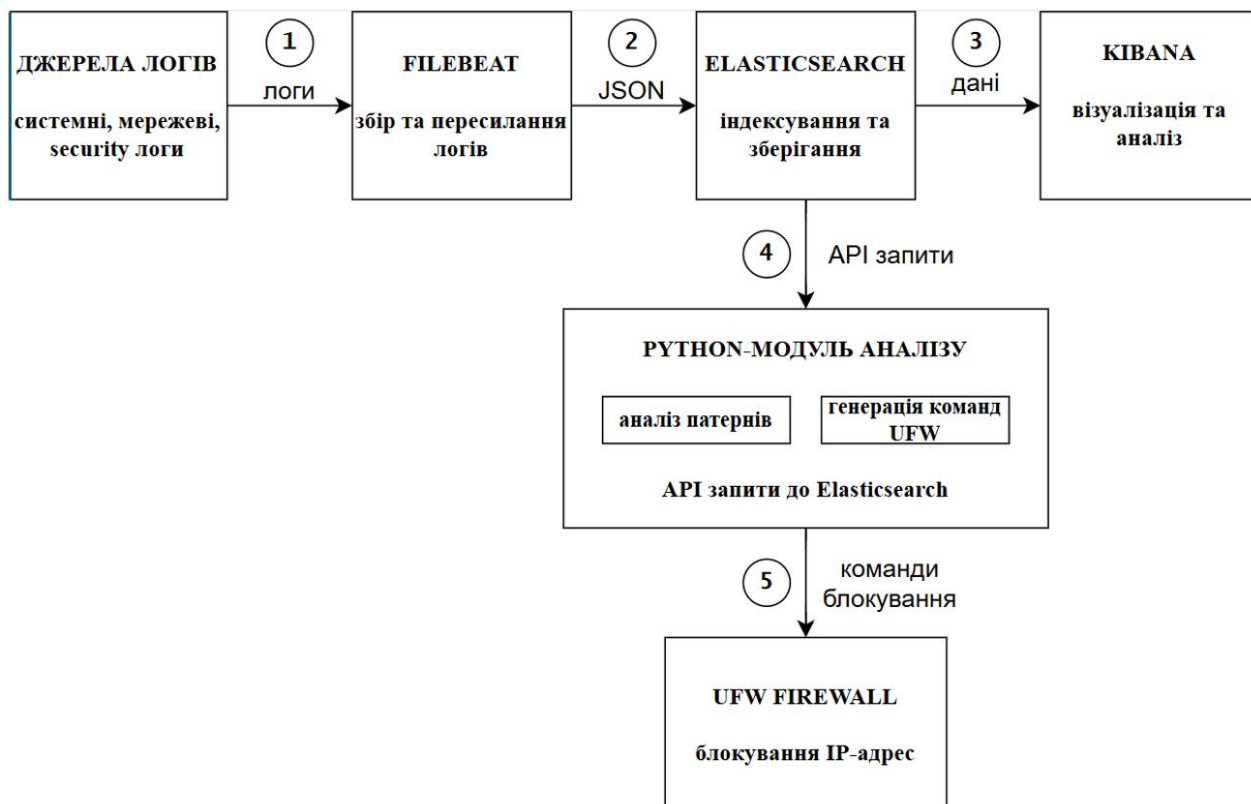 1
2
3
ДЖЕРЕЛА ЛОГІВ
системні, мережеві,
security логи
логи
FILEBEAT
збір та пересилання
логів
JSON
ELASTICSEARCH
індексування та
зберігання
дані
KIBANA
візуалізація та
аналіз
4
API запити
PYTHON-МОДУЛЬ АНАЛІЗУ
аналіз патернів
генерація команд
UFW
API запити до Elasticsearch
5
команди
блокування
UFW FIREWALL
блокування IP-адрес